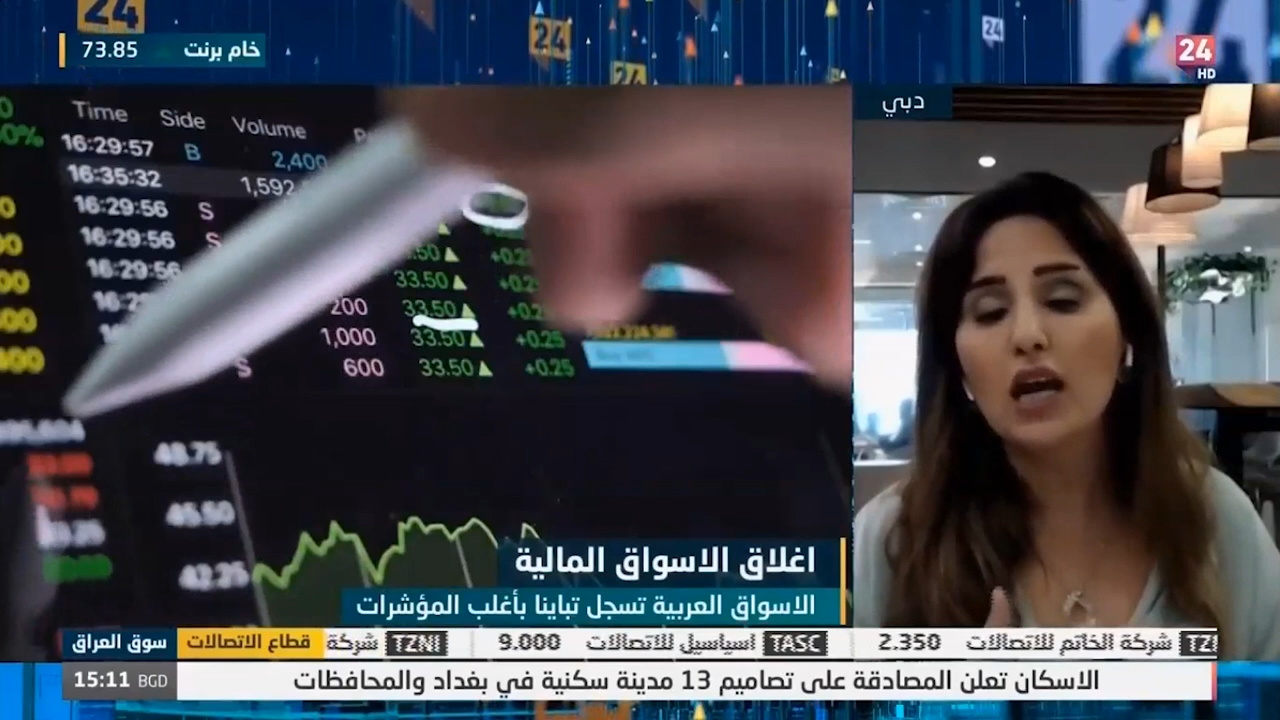 24
24
24
24
خام برنت 73.85
24
HD
دبي
Time Side Volume
16:29:57 B 2,400
16:35:32 1,592
16:29:56 S
16:29:56 S
16:29:56
200 33.50
1,000 33.50 +0.25
S 600 33.50 +0.25
48.75
45.50
42.25
اغلاق الاسواق المالية
الاسواق العربية تسجل تباينا بأغلب المؤشرات
سوق العراق قطاع الاتصالات شركة TZNI 9.000 اسياسيل للاتصالات TASC 2.350 شركة الخاتم للاتصالات
15:11 BGD
الاسكان تعلن المصادقة على تصاميم 13 مدينة سكنية في بغداد والمحافظات